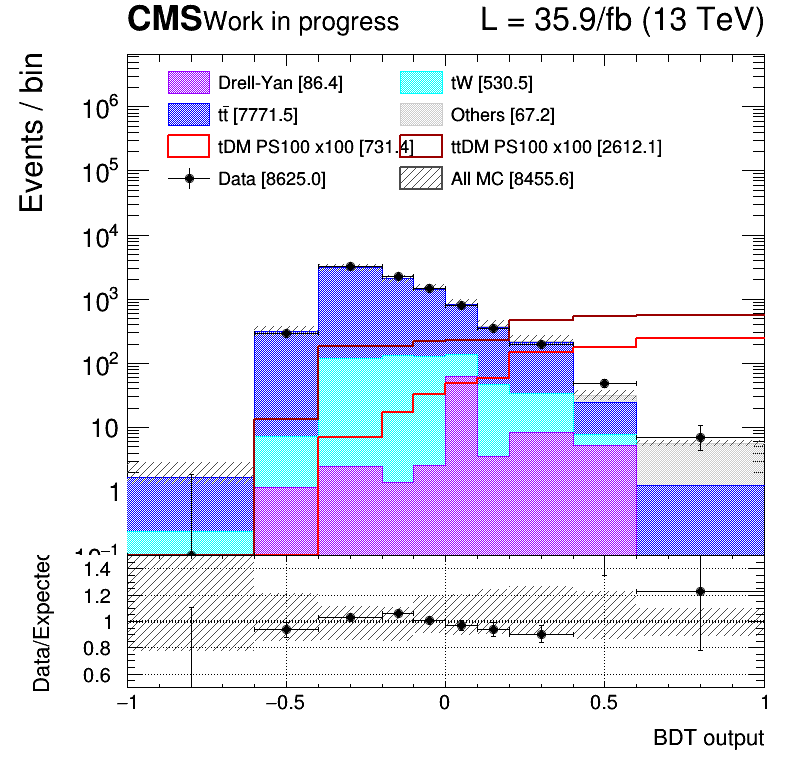 CMS Work in progress L = 35.9/fb (13 TeV)
Events / bin
Drell-Yan [86.4] tW [530.5]
tt̄ [7771.5] Others [67.2]
tDM PS100 x100 [731.4] ttDM PS100 x100 [2612.1]
Data [8625.0] All MC [8455.6]
10⁶
10⁵
10⁴
10³
10²
10
1
10⁻¹
Data/Expected
1.4
1.2
1
0.8
0.6
−1 −0.5 0 0.5 1
BDT output